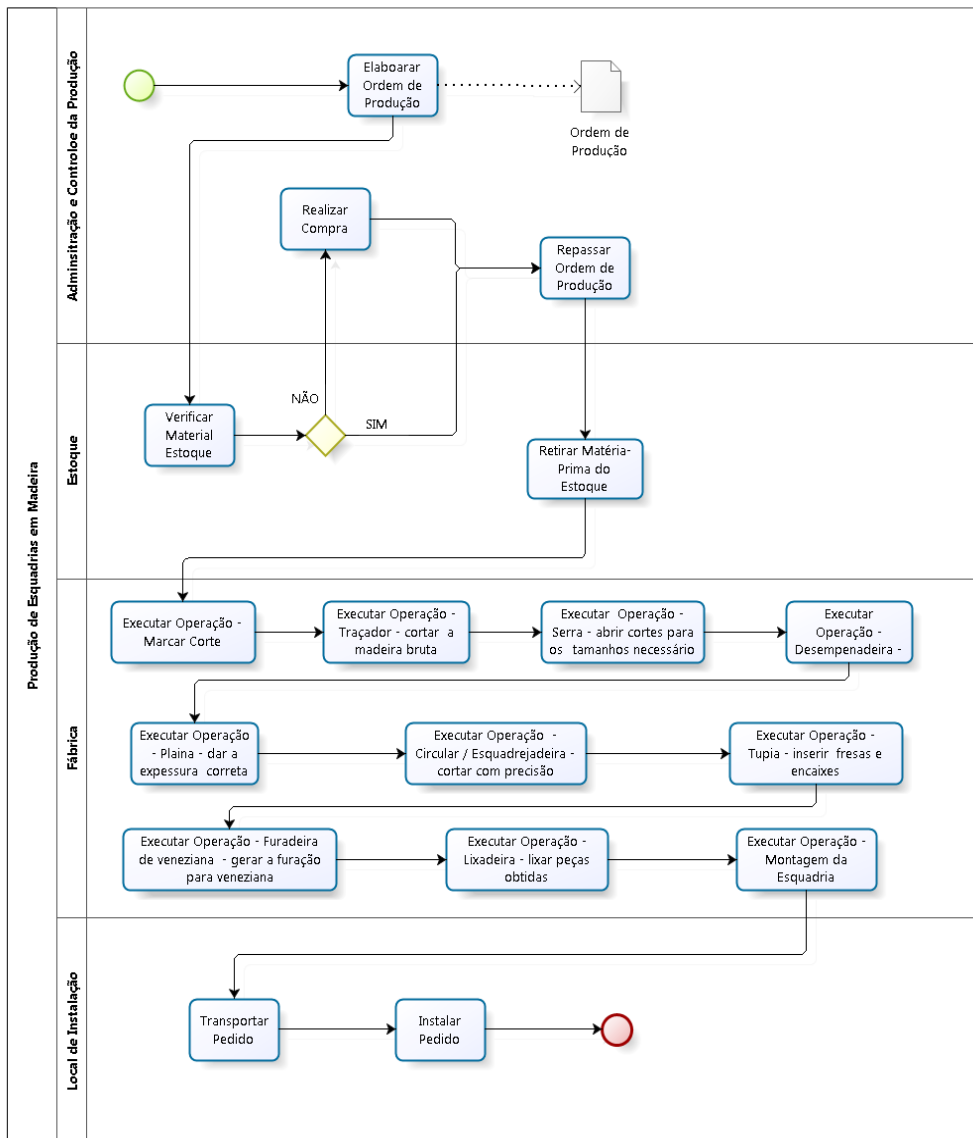 Produção de Esquadrias em Madeira
Adminsitração e Controloe da Produção
Elaboarar
Ordem de
Produção
Ordem de
Produção
Realizar
Compra
Repassar
Ordem de
Produção
Estoque
Verificar
Material
Estoque
NÃO
SIM
Retirar Matéria-
Prima do
Estoque
Fábrica
Executar Operação -
Marcar Corte
Executar Operação -
Traçador - cortar a
madeira bruta
Executar Operação -
Serra - abrir cortes para
os tamanhos necessário
Executar
Operação -
Desempenadeira -
Executar Operação
- Plaina - dar a
expessura correta
Executar Operação -
Circular / Esquadrejadeira -
cortar com precisão
Executar Operação -
Tupia - inserir fresas e
encaixes
Executar Operação - Furadeira
de veneziana - gerar a furação
para veneziana
Executar Operação -
Lixadeira - lixar peças
obtidas
Executar Operação -
Montagem da
Esquadria
Local de Instalação
Transportar
Pedido
Instalar
Pedido